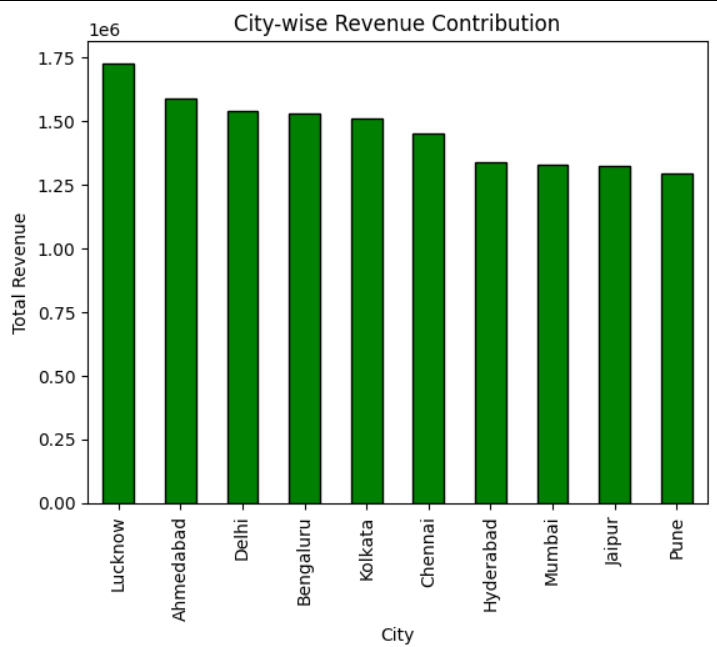 City-wise Revenue Contribution
1e6
1.75
1.50
1.25
1.00
0.75
0.50
0.25
0.00
Total Revenue
Lucknow
Ahmedabad
Delhi
Bengaluru
Kolkata
Chennai
Hyderabad
Mumbai
Jaipur
Pune
City